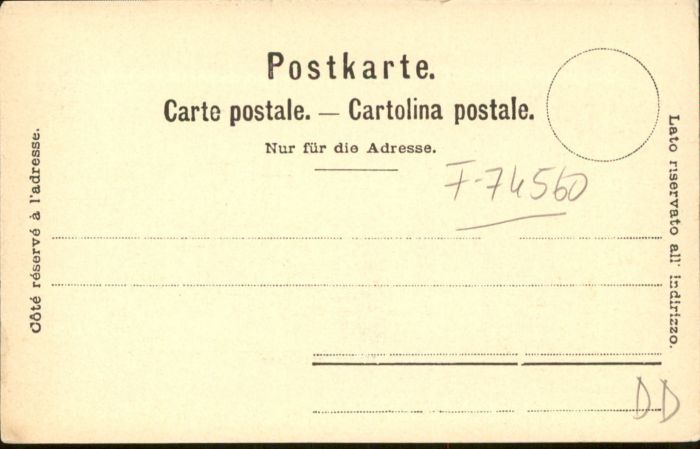 Postkarte.
Carte postale. — Cartolina postale.
Nur für die Adresse.
F-74560
Côté réservé à l'adresse.
Lato riservato all' indirizzo.
DD